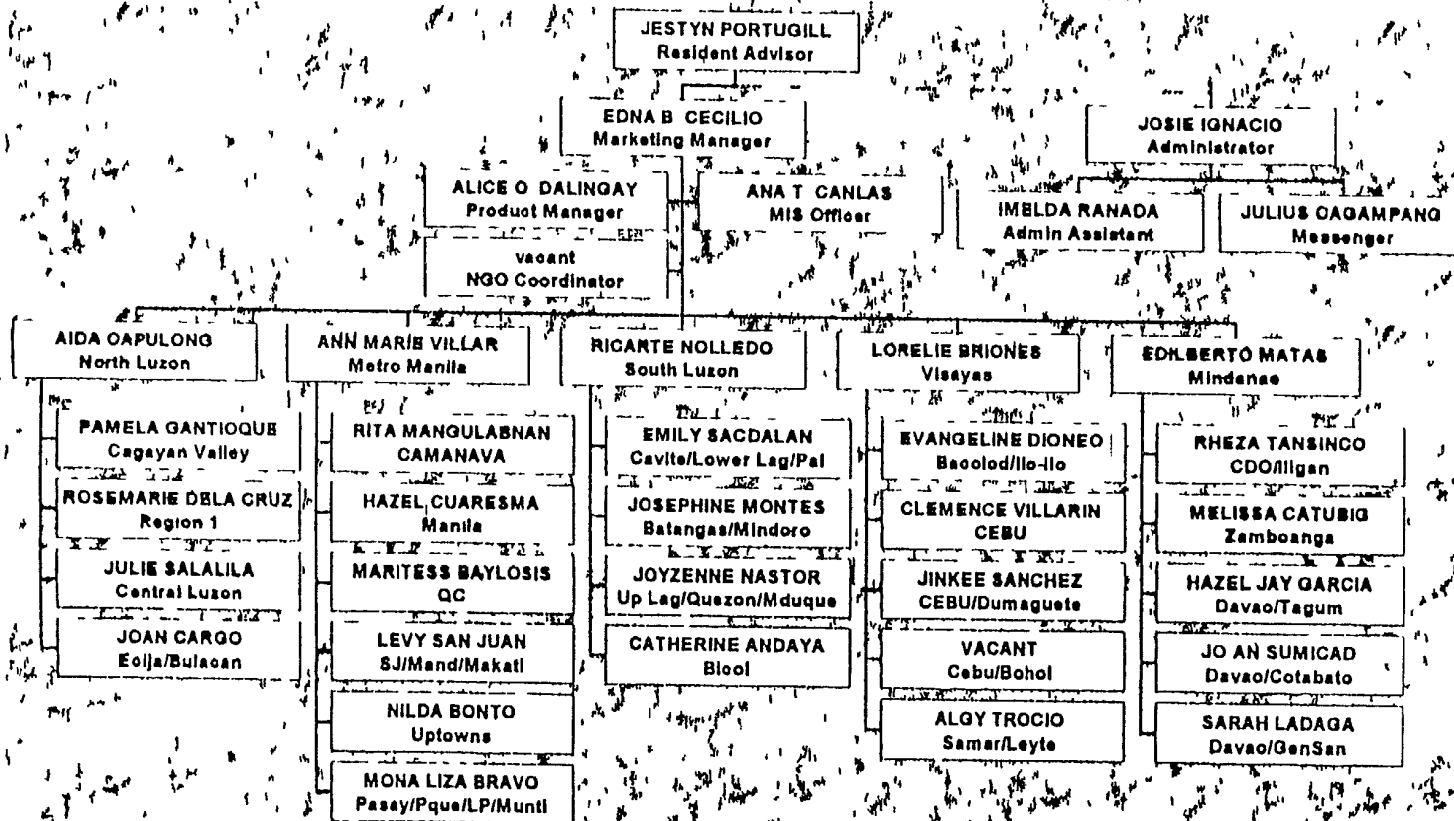 JESTYN PORTUGILL
Resident Advisor
EDNA B CECILIO
Marketing Manager
JOSIE IGNACIO
Administrator
ALICE O DALINGAY
Product Manager
ANA T CANLAS
MIS Officer
IMELDA RANADA
Admin Assistant
JULIUS CAGAMPANG
Messenger
vacant
NGO Coordinator
AIDA CAPULONG
North Luzon
ANN MARIE VILLAR
Metro Manila
RICARTE NOLLEDO
South Luzon
LORELIE BRIONES
Visayas
EDILBERTO MATAS
Mindanao
PAMELA GANTIOQUE
Cagayan Valley
ROSEMARIE DELA CRUZ
Region 1
JULIE SALALILA
Central Luzon
JOAN CARGO
Ecija/Bulacan
RITA MANGULABNAN
CAMANAVA
HAZEL CUARESMA
Manila
MARITESS BAYLOSIS
QC
LEVY SAN JUAN
SJ/Mand/Makati
NILDA BONTO
Uptowns
MONA LIZA BRAVO
Pasay/Pque/LP/Munti
EMILY SACDALAN
Cavite/Lower Lag/Pal
JOSEPHINE MONTES
Batangas/Mindoro
JOYZENNE NASTOR
Up Lag/Quezon/Mduque
CATHERINE ANDAYA
Bicol
EVANGELINE DIONEO
Bacolod/Ilo-ilo
CLEMENCE VILLARIN
CEBU
JINKEE SANCHEZ
CEBU/Dumaguete
VACANT
Cebu/Bohol
ALGY TROCIO
Samar/Leyte
RHEZA TANSINCO
CDO/Iligan
MELISSA CATUBIG
Zamboanga
HAZEL JAY GARCIA
Davao/Tagum
JO AN SUMICAD
Davao/Cotabato
SARAH LADAGA
Davao/GenSan